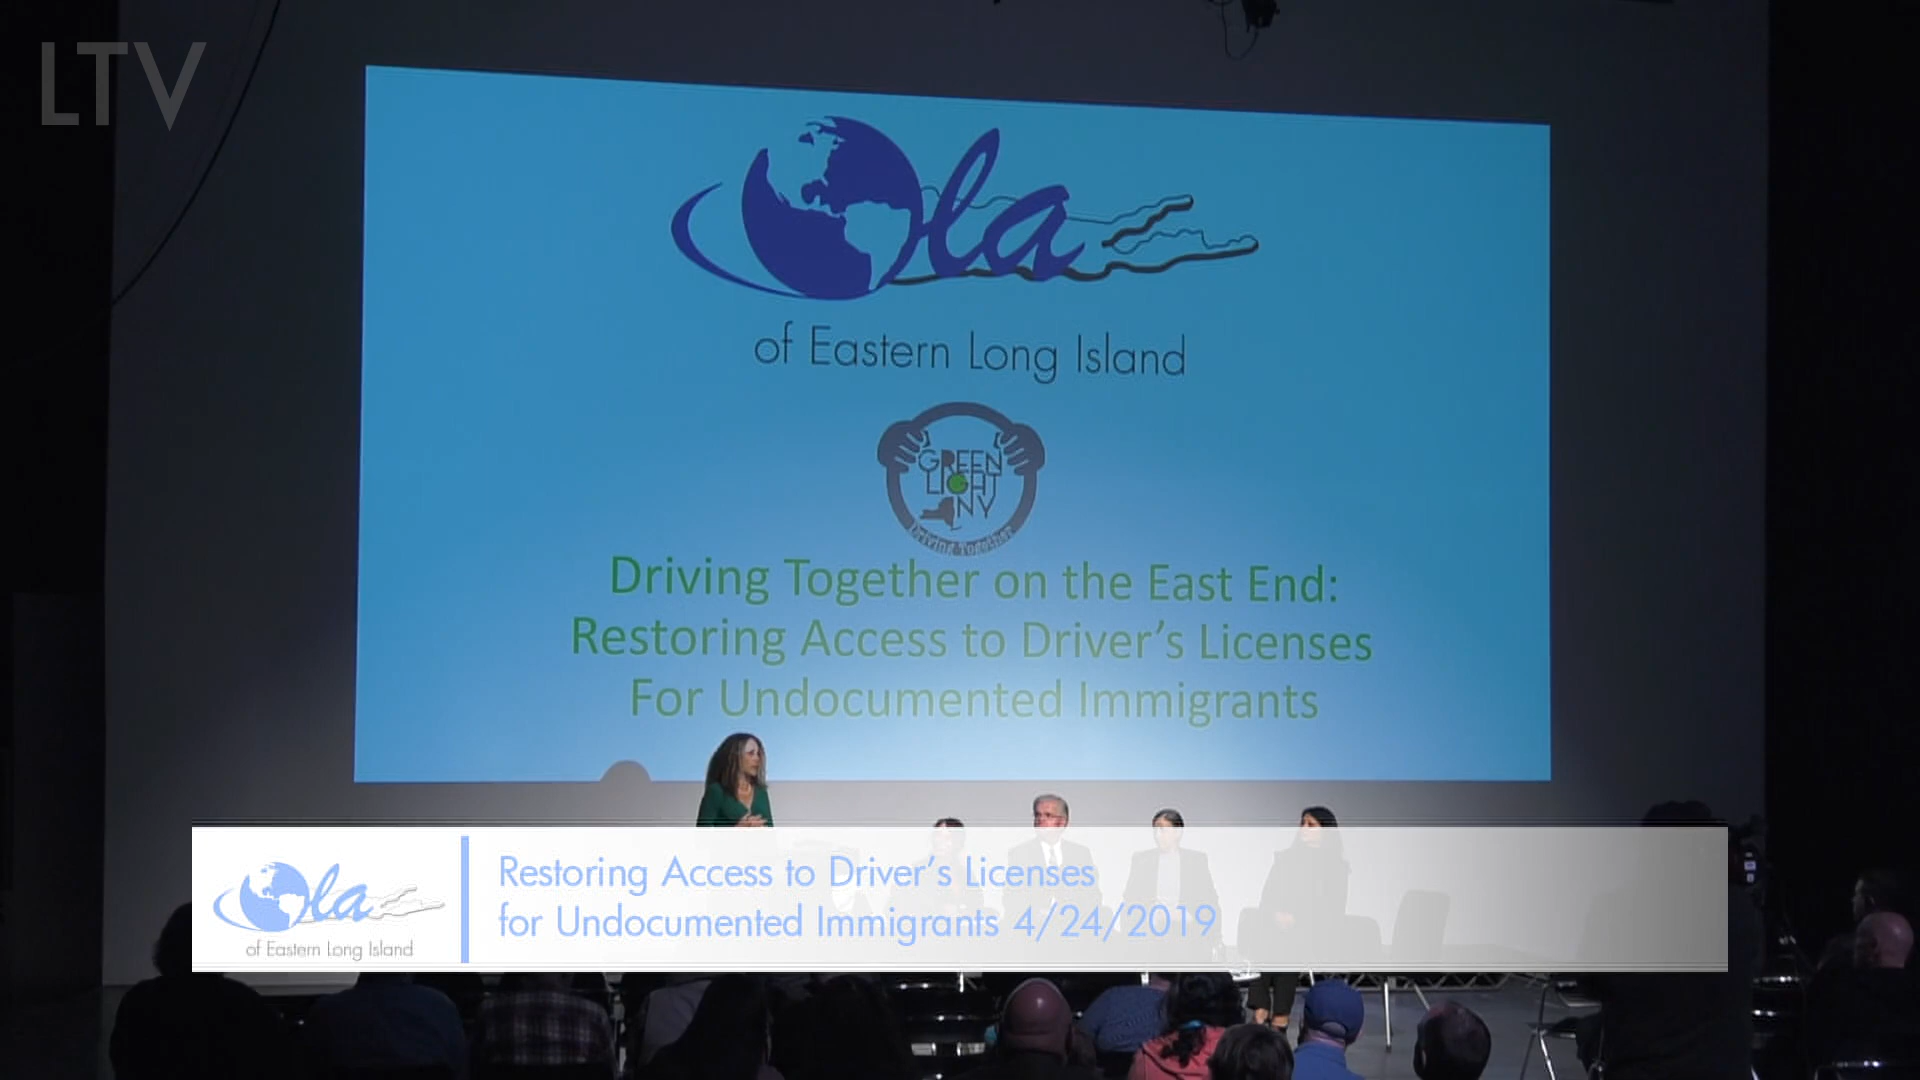 LTV
Ola
of Eastern Long Island
GREEN
LIGHT
NY
Driving Together
Driving Together on the East End:
Restoring Access to Driver's Licenses
For Undocumented Immigrants
Ola
of Eastern Long Island
Restoring Access to Driver's Licenses
for Undocumented Immigrants 4/24/2019